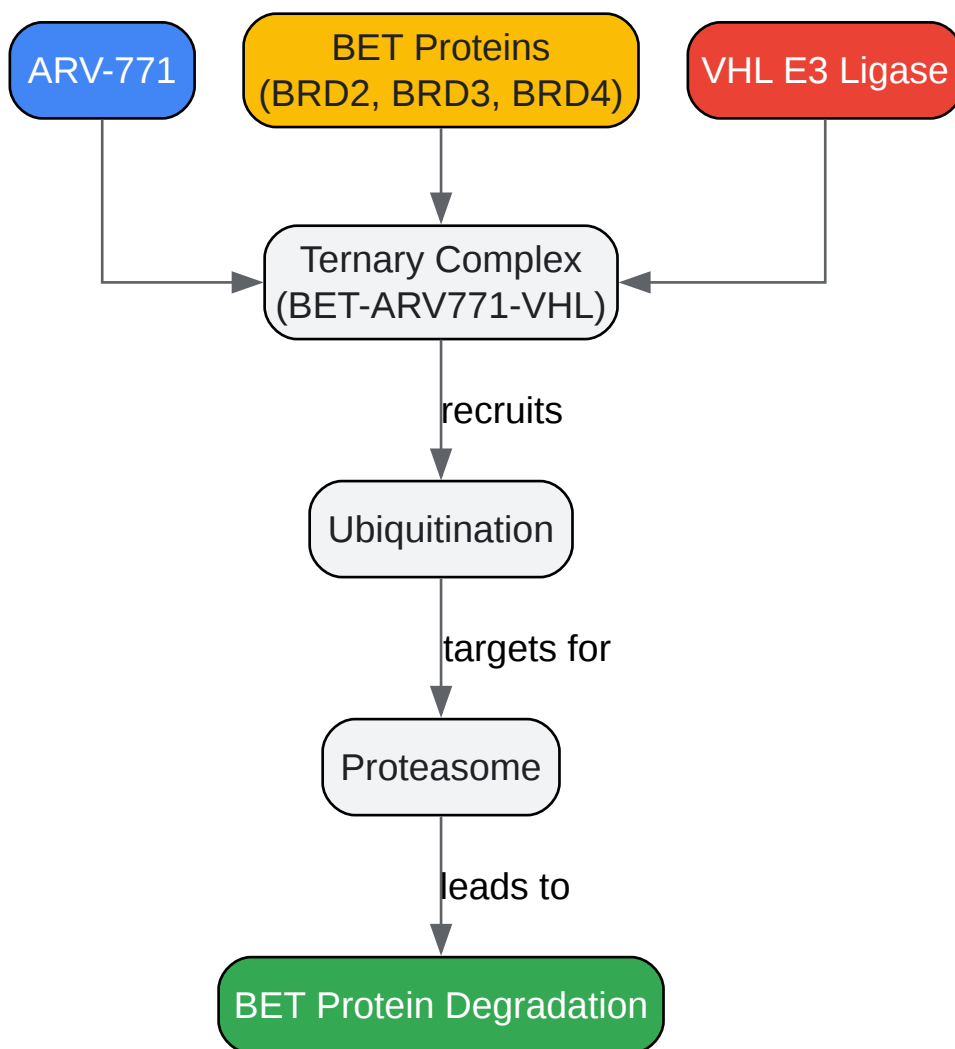 ARV-771
BET Proteins
(BRD2, BRD3, BRD4)
VHL E3 Ligase
Ternary Complex
(BET-ARV771-VHL)
recruits
Ubiquitination
targets for
Proteasome
leads to
BET Protein Degradation